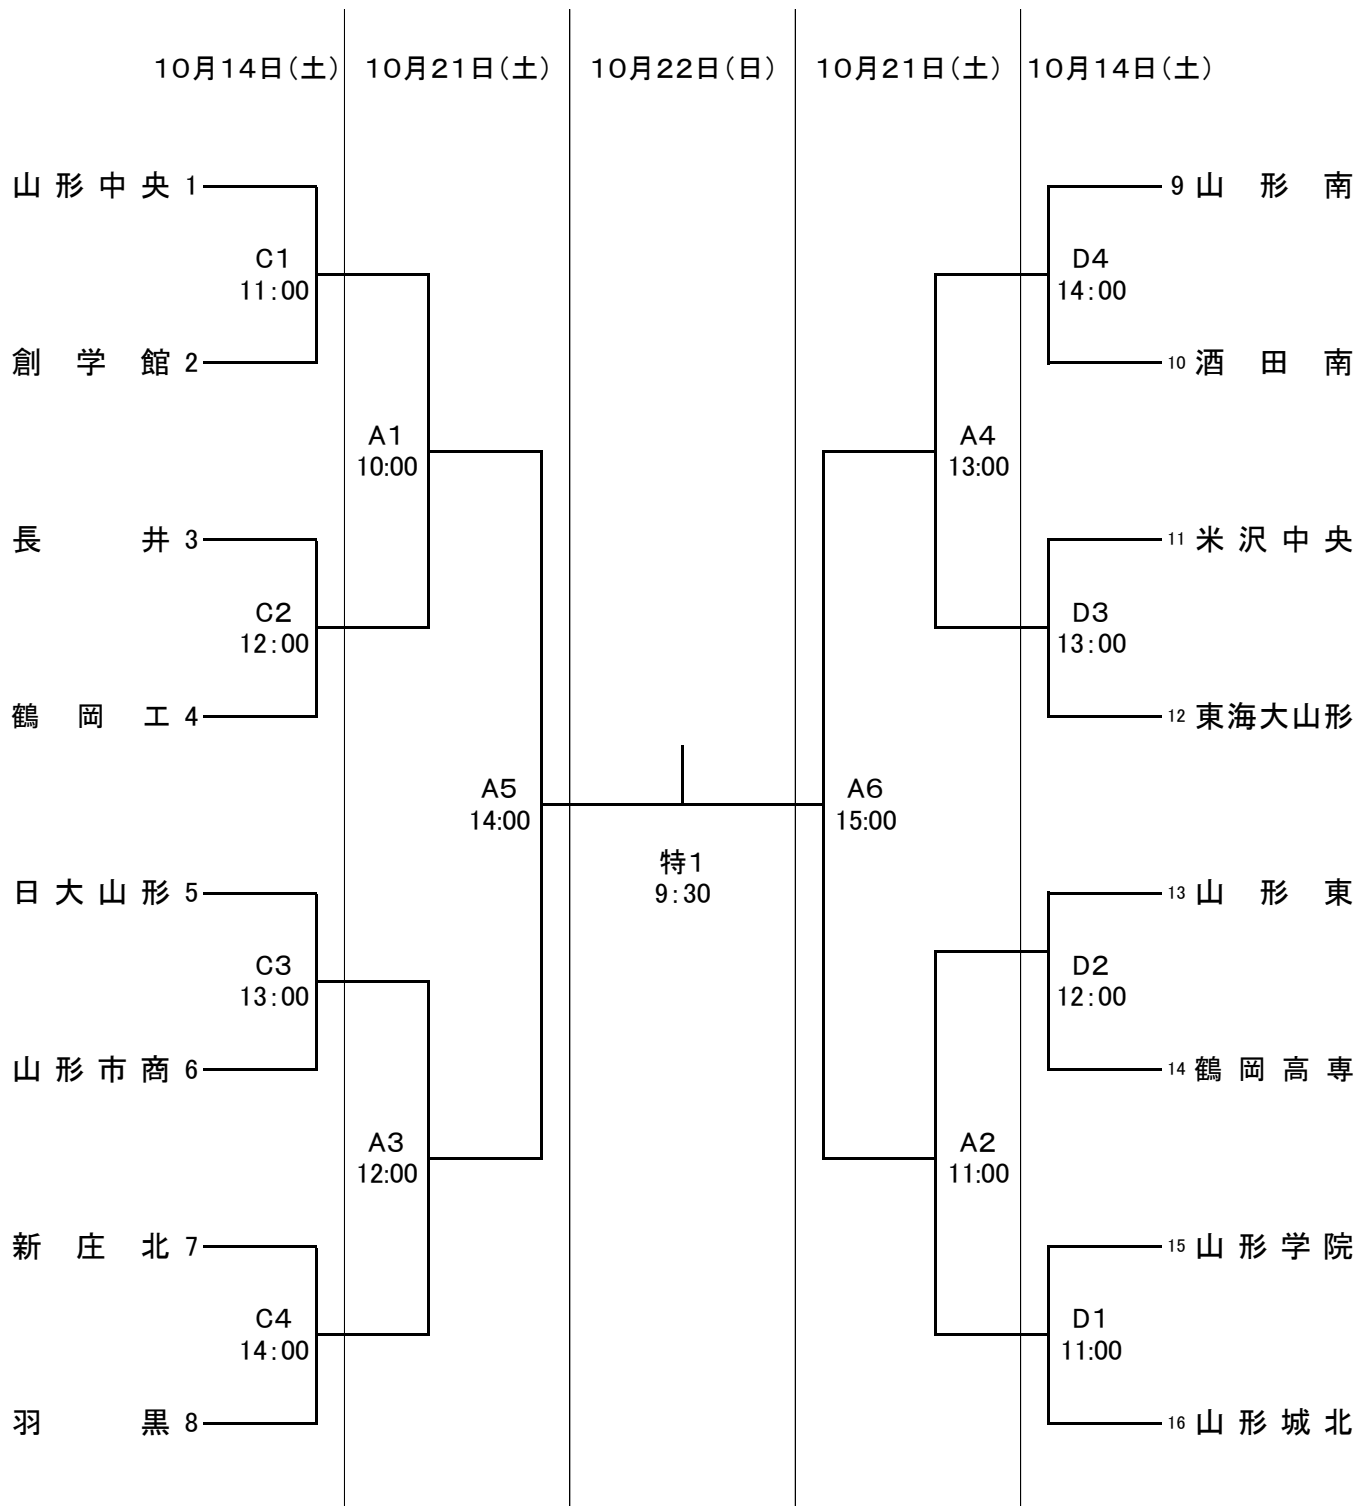 10月14日(土) 10月21日(土) 10月22日(日) 10月21日(土) 10月14日(土)
山形中央 1
9 山形南
C1
11:00
D4
14:00
創学館 2
10 酒田南
A1
10:00
A4
13:00
長井 3
11 米沢中央
C2
12:00
D3
13:00
鶴岡工 4
12 東海大山形
A5
14:00
A6
15:00
特1
9:30
日大山形 5
13 山形東
C3
13:00
D2
12:00
山形市商 6
14 鶴岡高専
A3
12:00
A2
11:00
新庄北 7
15 山形学院
C4
14:00
D1
11:00
羽黒 8
16 山形城北